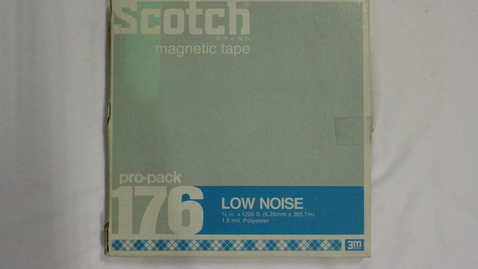 Scotch
BRAND
magnetic tape
pro-pack
176
LOW NOISE
¼ in. x 1200 ft. (6.35mm x 365.7m)
1.5 mil Polyester
3m